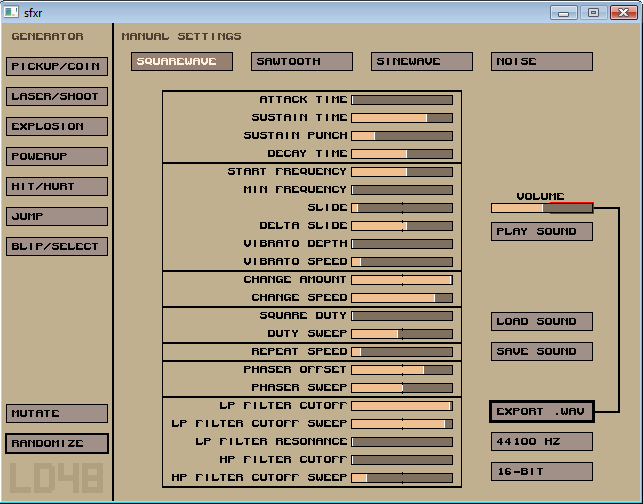 sfxr
GENERATOR
PICKUP/COIN
LASER/SHOOT
EXPLOSION
POWERUP
HIT/HURT
JUMP
BLIP/SELECT
MUTATE
RANDOMIZE
LD48
MANUAL SETTINGS
SQUAREWAVE
SAWTOOTH
SINEWAVE
NOISE
ATTACK TIME
SUSTAIN TIME
SUSTAIN PUNCH
DECAY TIME
START FREQUENCY
MIN FREQUENCY
SLIDE
DELTA SLIDE
VIBRATO DEPTH
VIBRATO SPEED
CHANGE AMOUNT
CHANGE SPEED
SQUARE DUTY
DUTY SWEEP
REPEAT SPEED
PHASER OFFSET
PHASER SWEEP
LP FILTER CUTOFF
LP FILTER CUTOFF SWEEP
LP FILTER RESONANCE
HP FILTER CUTOFF
HP FILTER CUTOFF SWEEP
VOLUME
PLAY SOUND
LOAD SOUND
SAVE SOUND
EXPORT .WAV
44100 HZ
16-BIT